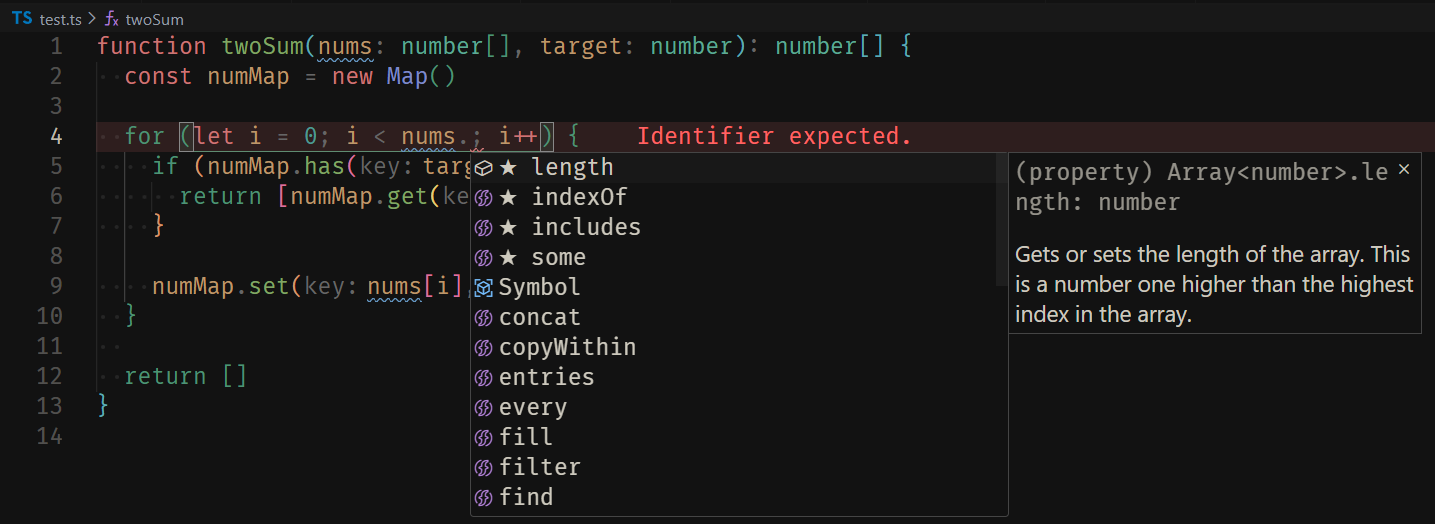 TS test.ts > twoSum
1 function twoSum(nums: number[], target: number): number[] {
2 const numMap = new Map()
3
4 for (let i = 0; i < nums.; i++) { Identifier expected.
5 if (numMap.has(key: targ
6 return [numMap.get(ke
7 }
8
9 numMap.set(key: nums[i],
10 }
11
12 return []
13 }
14
★ length
★ indexOf
★ includes
★ some
Symbol
concat
copyWithin
entries
every
fill
filter
find
(property) Array<number>.le
ngth: number
Gets or sets the length of the array. This
is a number one higher than the highest
index in the array.